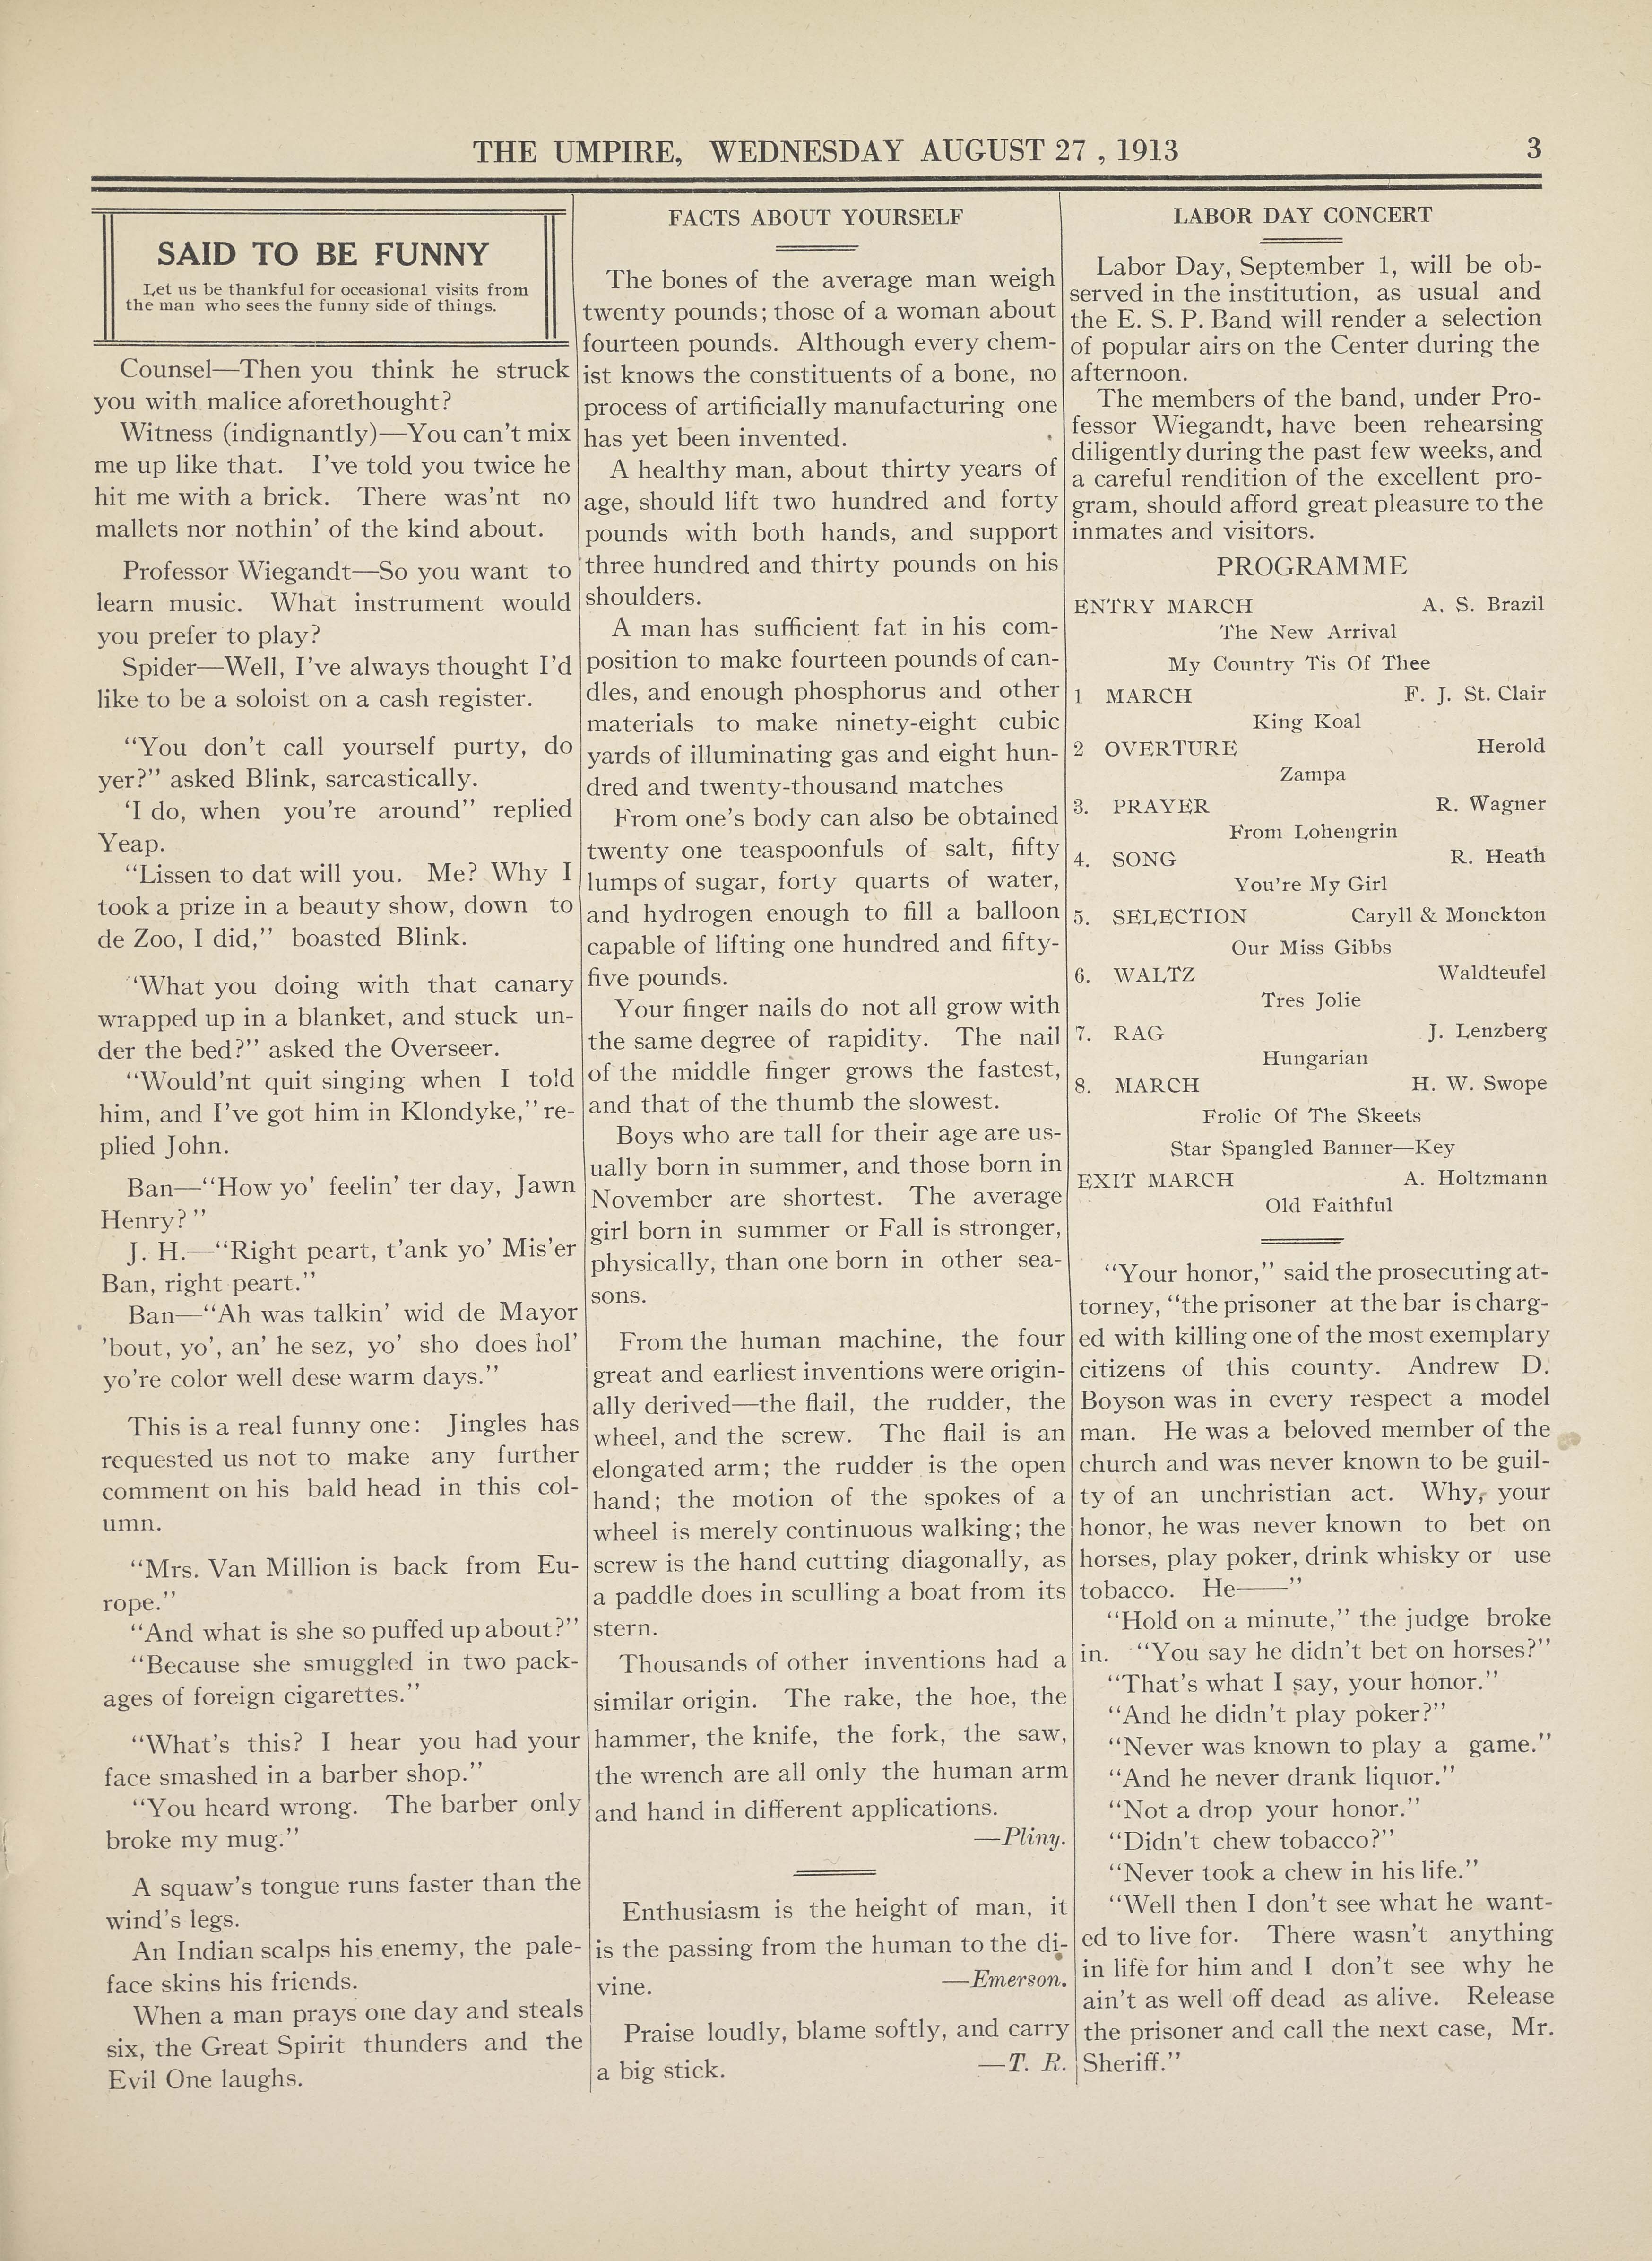 THE UMPIRE, WEDNESDAY AUGUST 27 , 1913
3
SAID TO BE FUNNY
Let us be thankful for occasional visits from
the man who sees the funny side of things.
Counsel—Then you think he struck
you with malice aforethought?
Witness (indignantly)—You can't mix
me up like that. I've told you twice he
hit me with a brick. There was'nt no
mallets nor nothin' of the kind about.
Professor Wiegandt—So you want to
learn music. What instrument would
you prefer to play?
Spider—Well, I've always thought I'd
like to be a soloist on a cash register.
"You don't call yourself purty, do
yer?" asked Blink, sarcastically.
'I do, when you're around" replied
Yeap.
"Lissen to dat will you. Me? Why I
took a prize in a beauty show, down to
de Zoo, I did," boasted Blink.
"What you doing with that canary
wrapped up in a blanket, and stuck un-
der the bed?" asked the Overseer.
"Would'nt quit singing when I told
him, and I've got him in Klondyke," re-
plied John.
Ban—"How yo' feelin' ter day, Jawn
Henry?"
J. H.—"Right peart, t'ank yo' Mis'er
Ban, right peart."
Ban—"Ah was talkin' wid de Mayor
'bout, yo', an' he sez, yo' sho does hol'
yo're color well dese warm days."
This is a real funny one: Jingles has
requested us not to make any further
comment on his bald head in this col-
umn.
"Mrs. Van Million is back from Eu-
rope."
"And what is she so puffed up about?"
"Because she smuggled in two pack-
ages of foreign cigarettes."
"What's this? I hear you had your
face smashed in a barber shop."
"You heard wrong. The barber only
broke my mug."
A squaw's tongue runs faster than the
wind's legs.
An Indian scalps his enemy, the pale-
face skins his friends.
When a man prays one day and steals
six, the Great Spirit thunders and the
Evil One laughs.
FACTS ABOUT YOURSELF
The bones of the average man weigh
twenty pounds; those of a woman about
fourteen pounds. Although every chem-
ist knows the constituents of a bone, no
process of artificially manufacturing one
has yet been invented.
A healthy man, about thirty years of
age, should lift two hundred and forty
pounds with both hands, and support
three hundred and thirty pounds on his
shoulders.
A man has sufficient fat in his com-
position to make fourteen pounds of can-
dles, and enough phosphorus and other
materials to make ninety-eight cubic
yards of illuminating gas and eight hun-
dred and twenty-thousand matches
From one's body can also be obtained
twenty one teaspoonfuls of salt, fifty
lumps of sugar, forty quarts of water,
and hydrogen enough to fill a balloon
capable of lifting one hundred and fifty-
five pounds.
Your finger nails do not all grow with
the same degree of rapidity. The nail
of the middle finger grows the fastest,
and that of the thumb the slowest.
Boys who are tall for their age are us-
ually born in summer, and those born in
November are shortest. The average
girl born in summer or Fall is stronger,
physically, than one born in other sea-
sons.
From the human machine, the four
great and earliest inventions were origin-
ally derived—the flail, the rudder, the
wheel, and the screw. The flail is an
elongated arm; the rudder is the open
hand; the motion of the spokes of a
wheel is merely continuous walking; the
screw is the hand cutting diagonally, as
a paddle does in sculling a boat from its
stern.
Thousands of other inventions had a
similar origin. The rake, the hoe, the
hammer, the knife, the fork, the saw,
the wrench are all only the human arm
and hand in different applications.
—Pliny.
Enthusiasm is the height of man, it
is the passing from the human to the di-
vine. —Emerson.
Praise loudly, blame softly, and carry
a big stick. —T. R.
LABOR DAY CONCERT
Labor Day, September 1, will be ob-
served in the institution, as usual and
the E. S. P. Band will render a selection
of popular airs on the Center during the
afternoon.
The members of the band, under Pro-
fessor Wiegandt, have been rehearsing
diligently during the past few weeks, and
a careful rendition of the excellent pro-
gram, should afford great pleasure to the
inmates and visitors.
PROGRAMME
ENTRY MARCH A. S. Brazil
The New Arrival
My Country Tis Of Thee
1 MARCH F. J. St. Clair
King Koal
2 OVERTURE Herold
Zampa
3. PRAYER R. Wagner
From Lohengrin
4. SONG R. Heath
You're My Girl
5. SELECTION Caryll & Monckton
Our Miss Gibbs
6. WALTZ Waldteufel
Tres Jolie
7. RAG J. Lenzberg
Hungarian
8. MARCH H. W. Swope
Frolic Of The Skeets
Star Spangled Banner—Key
EXIT MARCH A. Holtzmann
Old Faithful
"Your honor," said the prosecuting at-
torney, "the prisoner at the bar is charg-
ed with killing one of the most exemplary
citizens of this county. Andrew D.
Boyson was in every respect a model
man. He was a beloved member of the
church and was never known to be guil-
ty of an unchristian act. Why, your
honor, he was never known to bet on
horses, play poker, drink whisky or use
tobacco. He——"
"Hold on a minute," the judge broke
in. "You say he didn't bet on horses?"
"That's what I say, your honor."
"And he didn't play poker?"
"Never was known to play a game."
"And he never drank liquor."
"Not a drop your honor."
"Didn't chew tobacco?"
"Never took a chew in his life."
"Well then I don't see what he want-
ed to live for. There wasn't anything
in life for him and I don't see why he
ain't as well off dead as alive. Release
the prisoner and call the next case, Mr.
Sheriff."